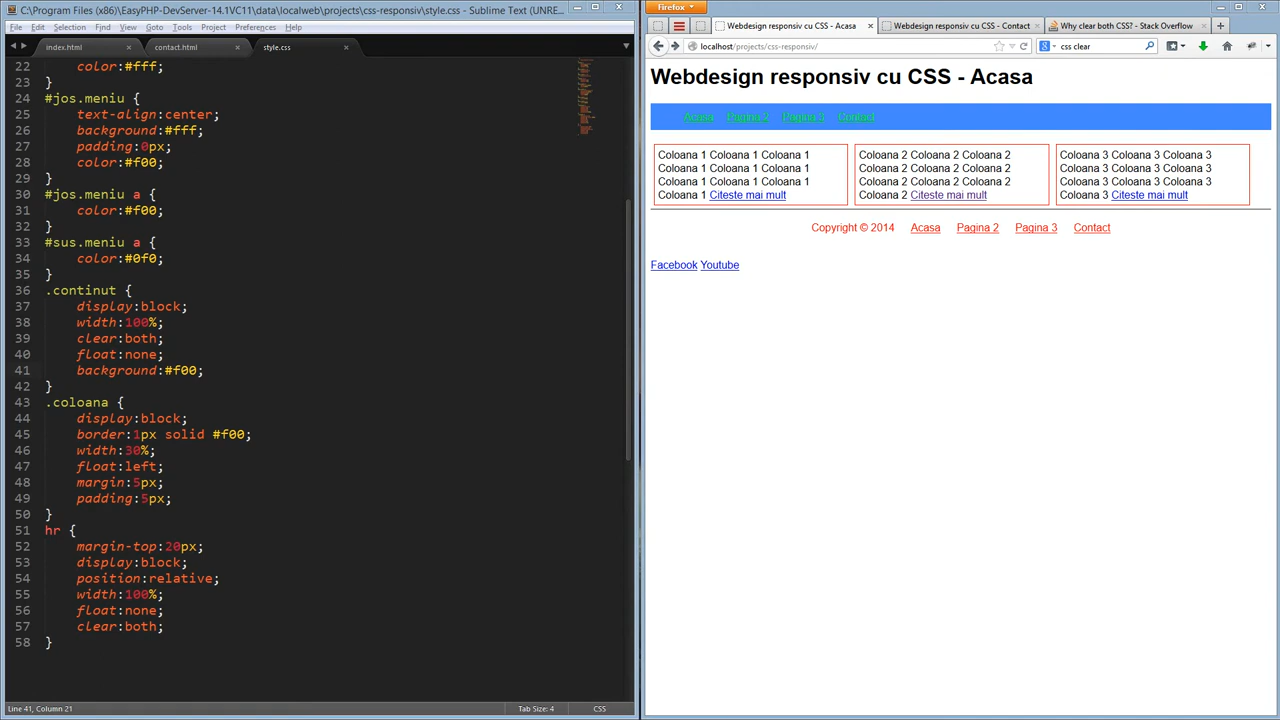 C:\Program Files (x86)\EasyPHP-DevServer-14.1VC11\data\localweb\projects\css-responsiv\style.css - Sublime Text (UNRE...
File Edit Selection Find View Goto Tools Project Preferences Help
index.html × contact.html × style.css ×
22 color:#fff;
23 }
24 #jos.meniu {
25 text-align:center;
26 background:#fff;
27 padding:0px;
28 color:#f00;
29 }
30 #jos.meniu a {
31 color:#f00;
32 }
33 #sus.meniu a {
34 color:#0f0;
35 }
36 .continut {
37 display:block;
38 width:100%;
39 clear:both;
40 float:none;
41 background:#f00;
42 }
43 .coloana {
44 display:block;
45 border:1px solid #f00;
46 width:30%;
47 float:left;
48 margin:5px;
49 padding:5px;
50 }
51 hr {
52 margin-top:20px;
53 display:block;
54 position:relative;
55 width:100%;
56 float:none;
57 clear:both;
58 }
Line 41, Column 21 Tab Size: 4 CSS
Firefox
Webdesign responsiv cu CSS - Acasa × Webdesign responsiv cu CSS - Contact × Why clear both CSS? - Stack Overflow × +
localhost/projects/css-responsiv/ css clear
Webdesign responsiv cu CSS - Acasa
Acasa Pagina 2 Pagina 3 Contact
Coloana 1 Coloana 1 Coloana 1
Coloana 1 Coloana 1 Coloana 1
Coloana 1 Coloana 1 Coloana 1
Coloana 1 Citeste mai mult
Coloana 2 Coloana 2 Coloana 2
Coloana 2 Coloana 2 Coloana 2
Coloana 2 Coloana 2 Coloana 2
Coloana 2 Citeste mai mult
Coloana 3 Coloana 3 Coloana 3
Coloana 3 Coloana 3 Coloana 3
Coloana 3 Coloana 3 Coloana 3
Coloana 3 Citeste mai mult
Copyright © 2014 Acasa Pagina 2 Pagina 3 Contact
Facebook Youtube